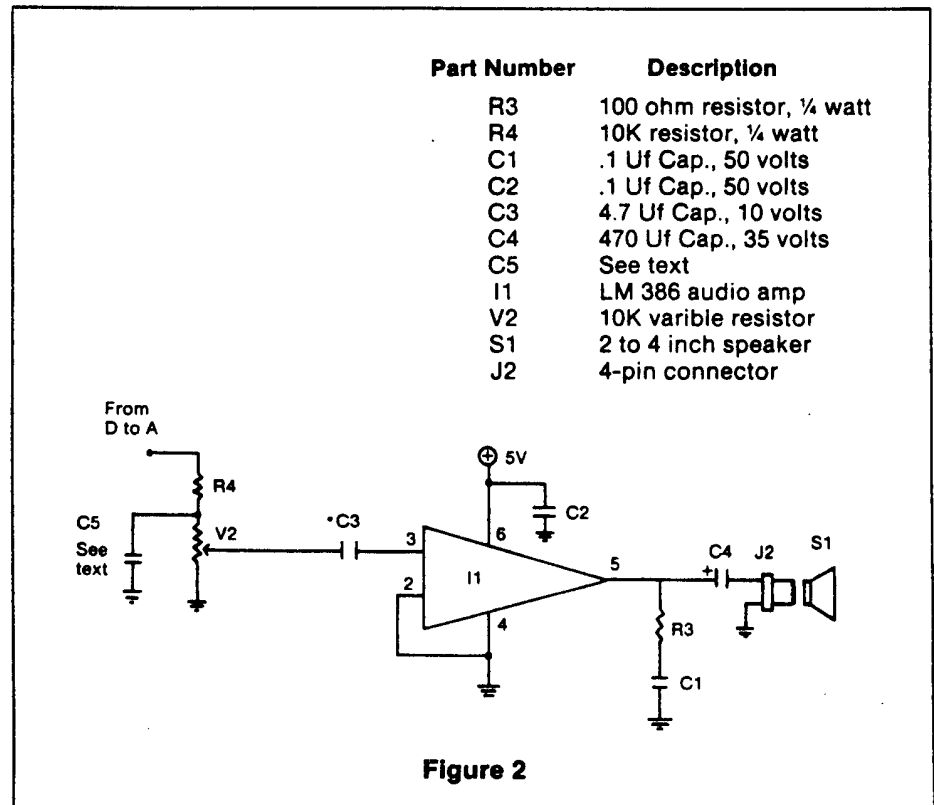 Part Number Description
R3 100 ohm resistor, ¼ watt
R4 10K resistor, ¼ watt
C1 .1 Uf Cap., 50 volts
C2 .1 Uf Cap., 50 volts
C3 4.7 Uf Cap., 10 volts
C4 470 Uf Cap., 35 volts
C5 See text
I1 LM 386 audio amp
V2 10K varible resistor
S1 2 to 4 inch speaker
J2 4-pin connector
From
D to A
R4
C5
See
text
V2
C3
3
2
I1
6
4
5V
C2
5
R3
C1
C4
+
J2
S1
Figure 2